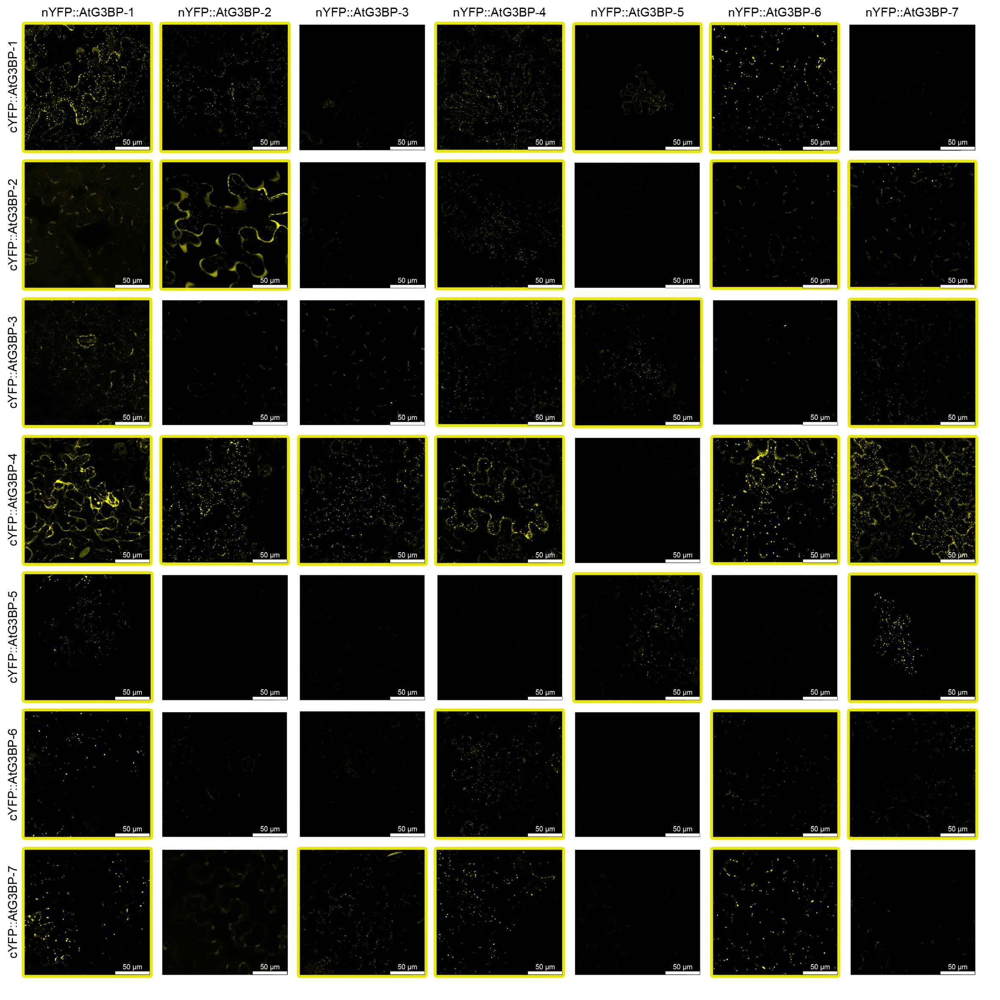 nYFP::AtG3BP-1 nYFP::AtG3BP-2 nYFP::AtG3BP-3 nYFP::AtG3BP-4 nYFP::AtG3BP-5 nYFP::AtG3BP-6 nYFP::AtG3BP-7
cYFP::AtG3BP-1
50 µm 50 µm 50 µm 50 µm 50 µm 50 µm 50 µm
cYFP::AtG3BP-2
50 µm 50 µm 50 µm 50 µm 50 µm 50 µm 50 µm
cYFP::AtG3BP-3
50 µm 50 µm 50 µm 50 µm 50 µm 50 µm 50 µm
cYFP::AtG3BP-4
50 µm 50 µm 50 µm 50 µm 50 µm 50 µm 50 µm
cYFP::AtG3BP-5
50 µm 50 µm 50 µm 50 µm 50 µm 50 µm 50 µm
cYFP::AtG3BP-6
50 µm 50 µm 50 µm 50 µm 50 µm 50 µm 50 µm
cYFP::AtG3BP-7
50 µm 50 µm 50 µm 50 µm 50 µm 50 µm 50 µm